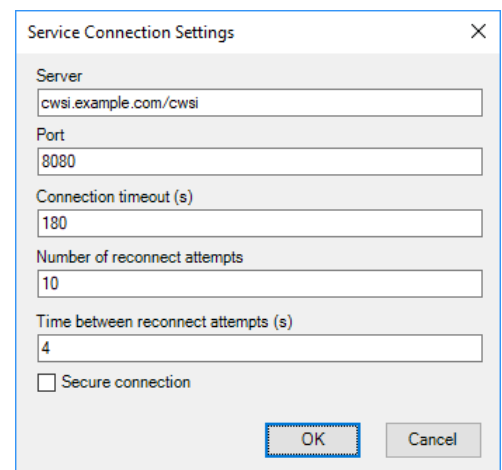 Service Connection Settings
Server
cwsi.example.com/cwsi
Port
8080
Connection timeout (s)
180
Number of reconnect attempts
10
Time between reconnect attempts (s)
4
Secure connection
OK Cancel